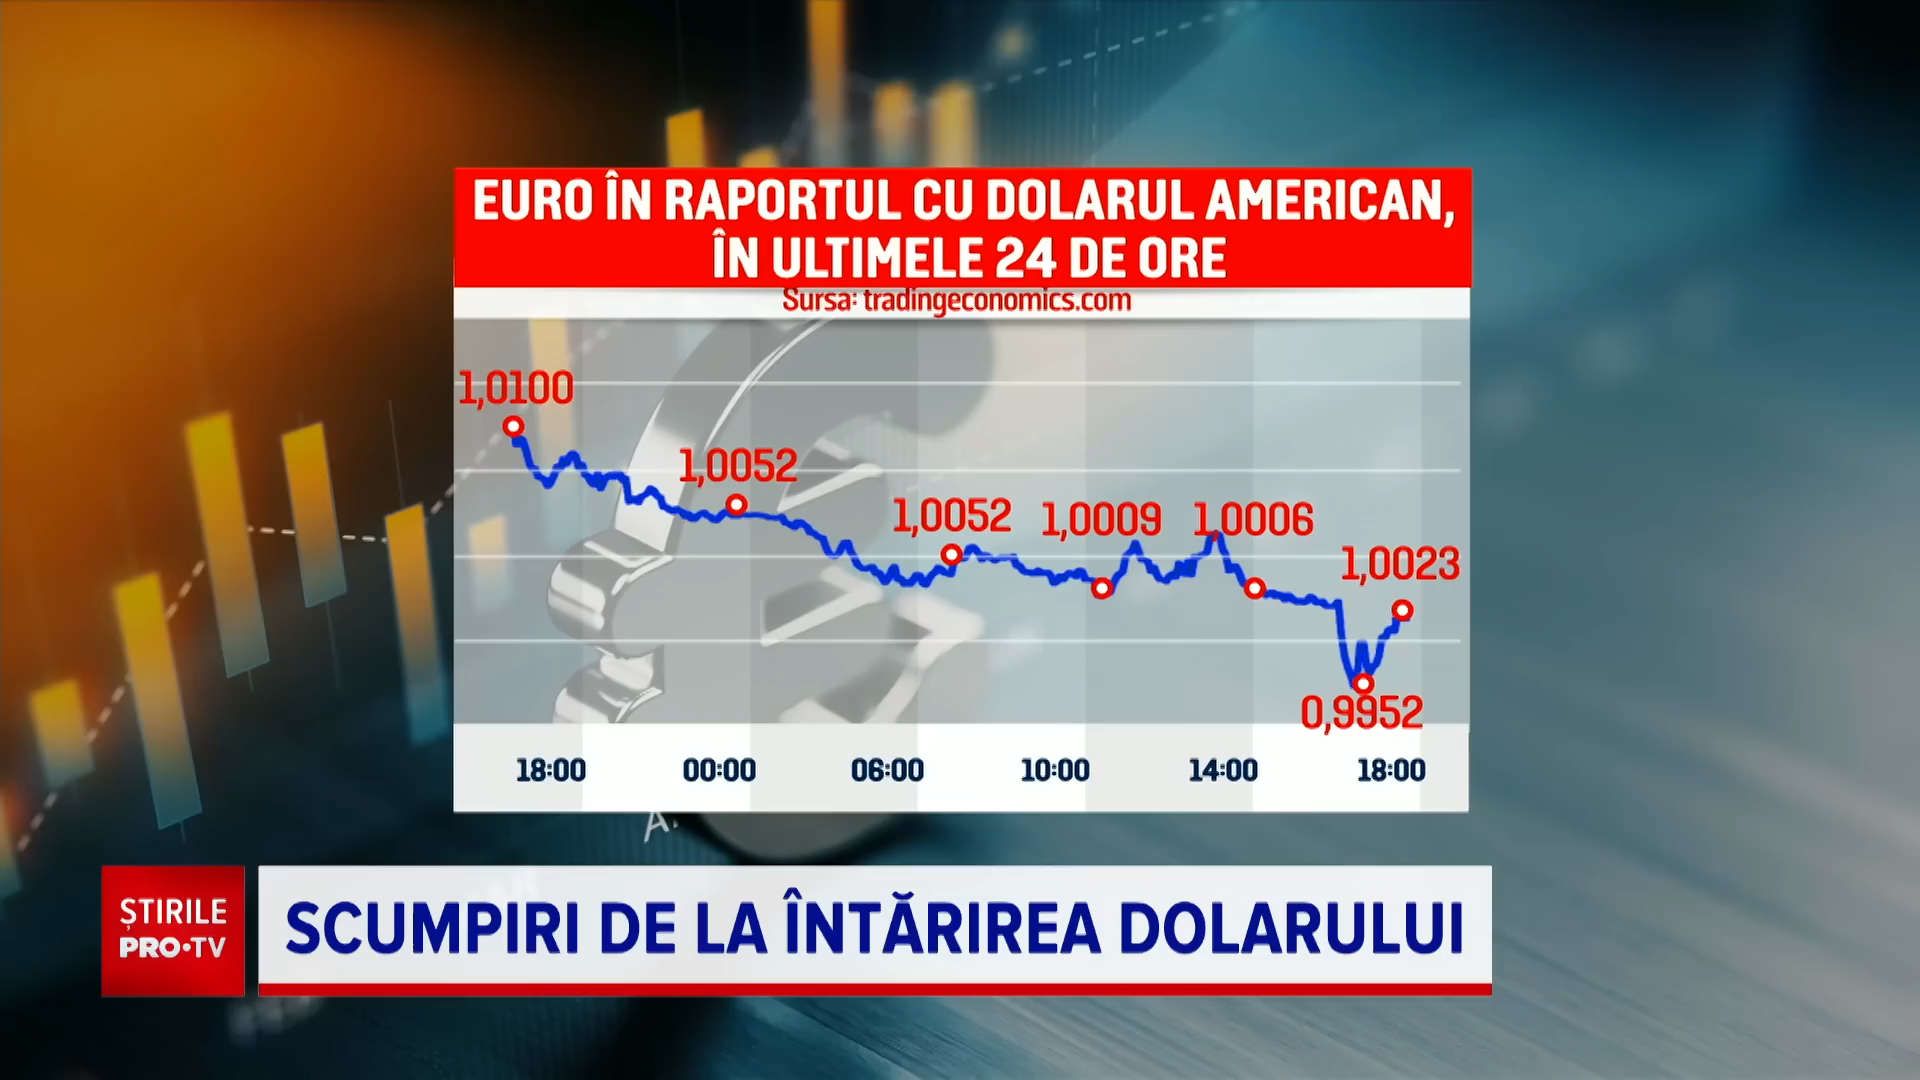 EURO ÎN RAPORTUL CU DOLARUL AMERICAN,
ÎN ULTIMELE 24 DE ORE
Sursa: tradingeconomics.com
1,0100
1,0052
1,0052
1,0009
1,0006
1,0023
0,9952
18:00
00:00
06:00
10:00
14:00
18:00
ȘTIRILE
PRO•TV
SCUMPIRI DE LA ÎNTĂRIREA DOLARULUI